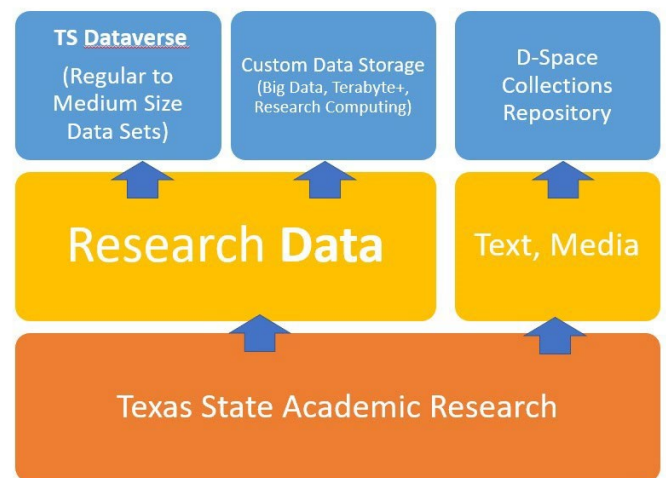 TS Dataverse
(Regular to
Medium Size
Data Sets)
Custom Data Storage
(Big Data, Terabyte+,
Research Computing)
D-Space
Collections
Repository
Research Data
Text, Media
Texas State Academic Research